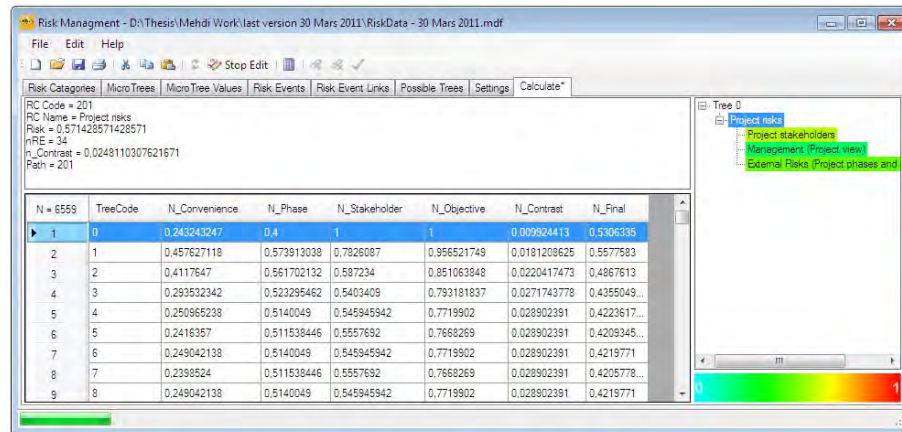 Risk Managment - D:\Thesis\Mehdi Work\last version 30 Mars 2011\RiskData - 30 Mars 2011.mdf
File Edit Help
Stop Edit
Risk Catagories MicroTrees MicroTree Values Risk Events Risk Event Links Possible Trees Settings Calculate*
RC Code = 201
RC Name = Project risks
Risk = 0,571428571428571
nRE = 34
n_Contrast = 0,0248110307621671
Path = 201
Tree 0
Project risks
Project stakeholders
Management (Project view)
External Risks (Project phases and
N = 6559 TreeCode N_Convenience N_Phase N_Stakeholder N_Objective N_Contrast N_Final
1 0 0,243243247 0,4 1 1 0,009924413 0,5306335
2 1 0,457627118 0,573913038 0,7826087 0,956521749 0,0181208625 0,5577583
3 2 0,4117647 0,561702132 0,587234 0,851063848 0,0220417473 0,4867613
4 3 0,293532342 0,523295462 0,5403409 0,793181837 0,0271743778 0,4355049...
5 4 0,250965238 0,5140049 0,545945942 0,7719902 0,028902391 0,4223617...
6 5 0,2416357 0,511538446 0,5557692 0,7668269 0,028902391 0,4209345...
7 6 0,249042138 0,5140049 0,545945942 0,7719902 0,028902391 0,4219771
8 7 0,2398524 0,511538446 0,5557692 0,7668269 0,028902391 0,4205778...
9 8 0,249042138 0,5140049 0,545945942 0,7719902 0,028902391 0,4219771
0 1